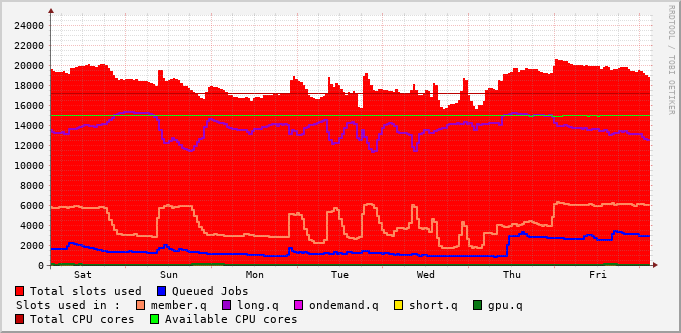 RRDTOOL / TOBI OETIKER
24000
22000
20000
18000
16000
14000
12000
10000
8000
6000
4000
2000
0
Sat Sun Mon Tue Wed Thu Fri
Total slots used Queued Jobs
Slots used in : member.q long.q ondemand.q short.q gpu.q
Total CPU cores Available CPU cores